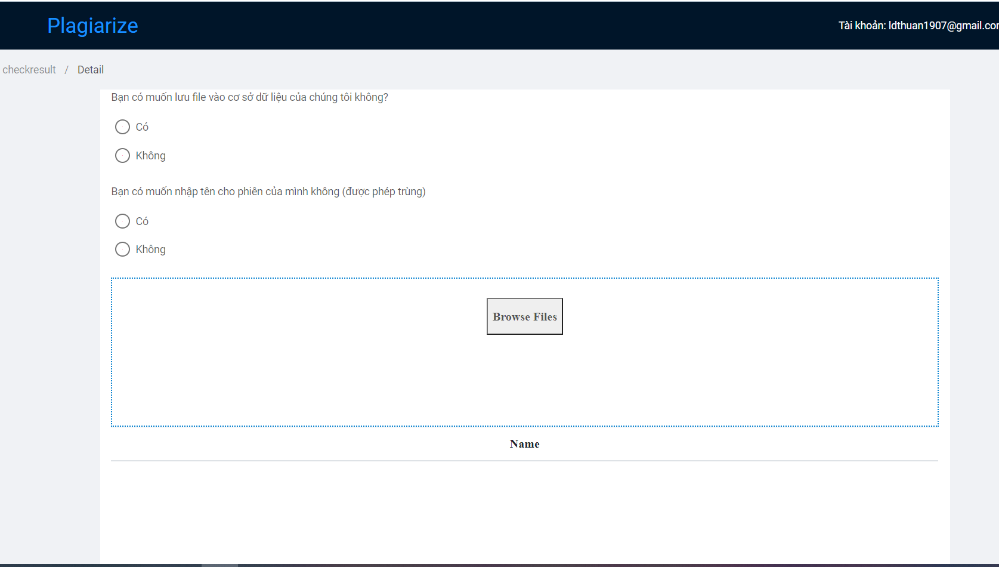 Plagiarize
Tài khoản: ldthuan1907@gmail.cor
checkresult / Detail
Bạn có muốn lưu file vào cơ sở dữ liệu của chúng tôi không?
Có
Không
Bạn có muốn nhập tên cho phiên của mình không (được phép trùng)
Có
Không
Browse Files
Name